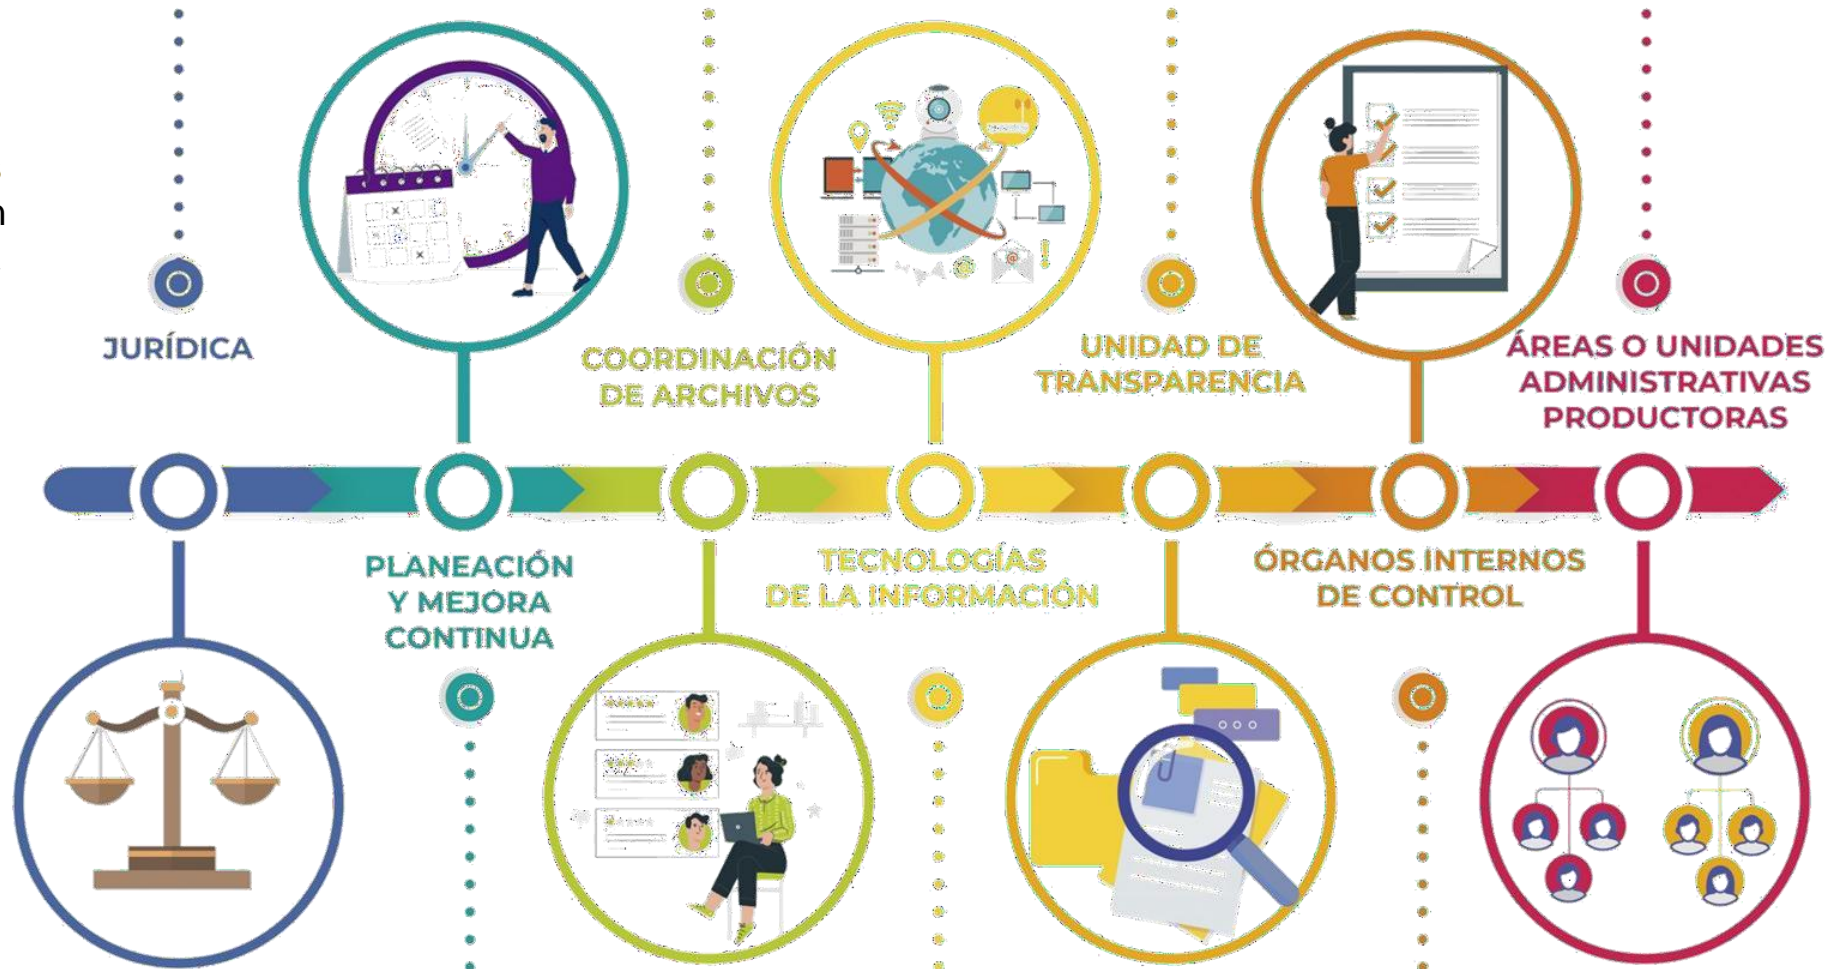 JURÍDICA
PLANEACIÓN
Y MEJORA
CONTINUA
COORDINACIÓN
DE ARCHIVOS
TECNOLOGÍAS
DE LA INFORMACIÓN
UNIDAD DE
TRANSPARENCIA
ÓRGANOS INTERNOS
DE CONTROL
ÁREAS O UNIDADES
ADMINISTRATIVAS
PRODUCTORAS